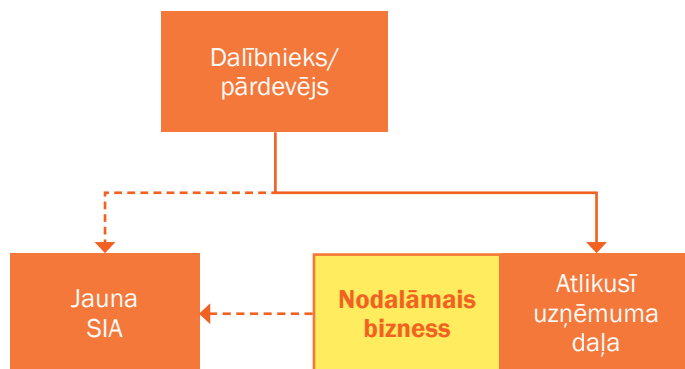 Dalībnieks/
pārdevējs
Jauna
SIA
Nodalāmais
bizness
Atlikusī
uzņēmuma
daļa